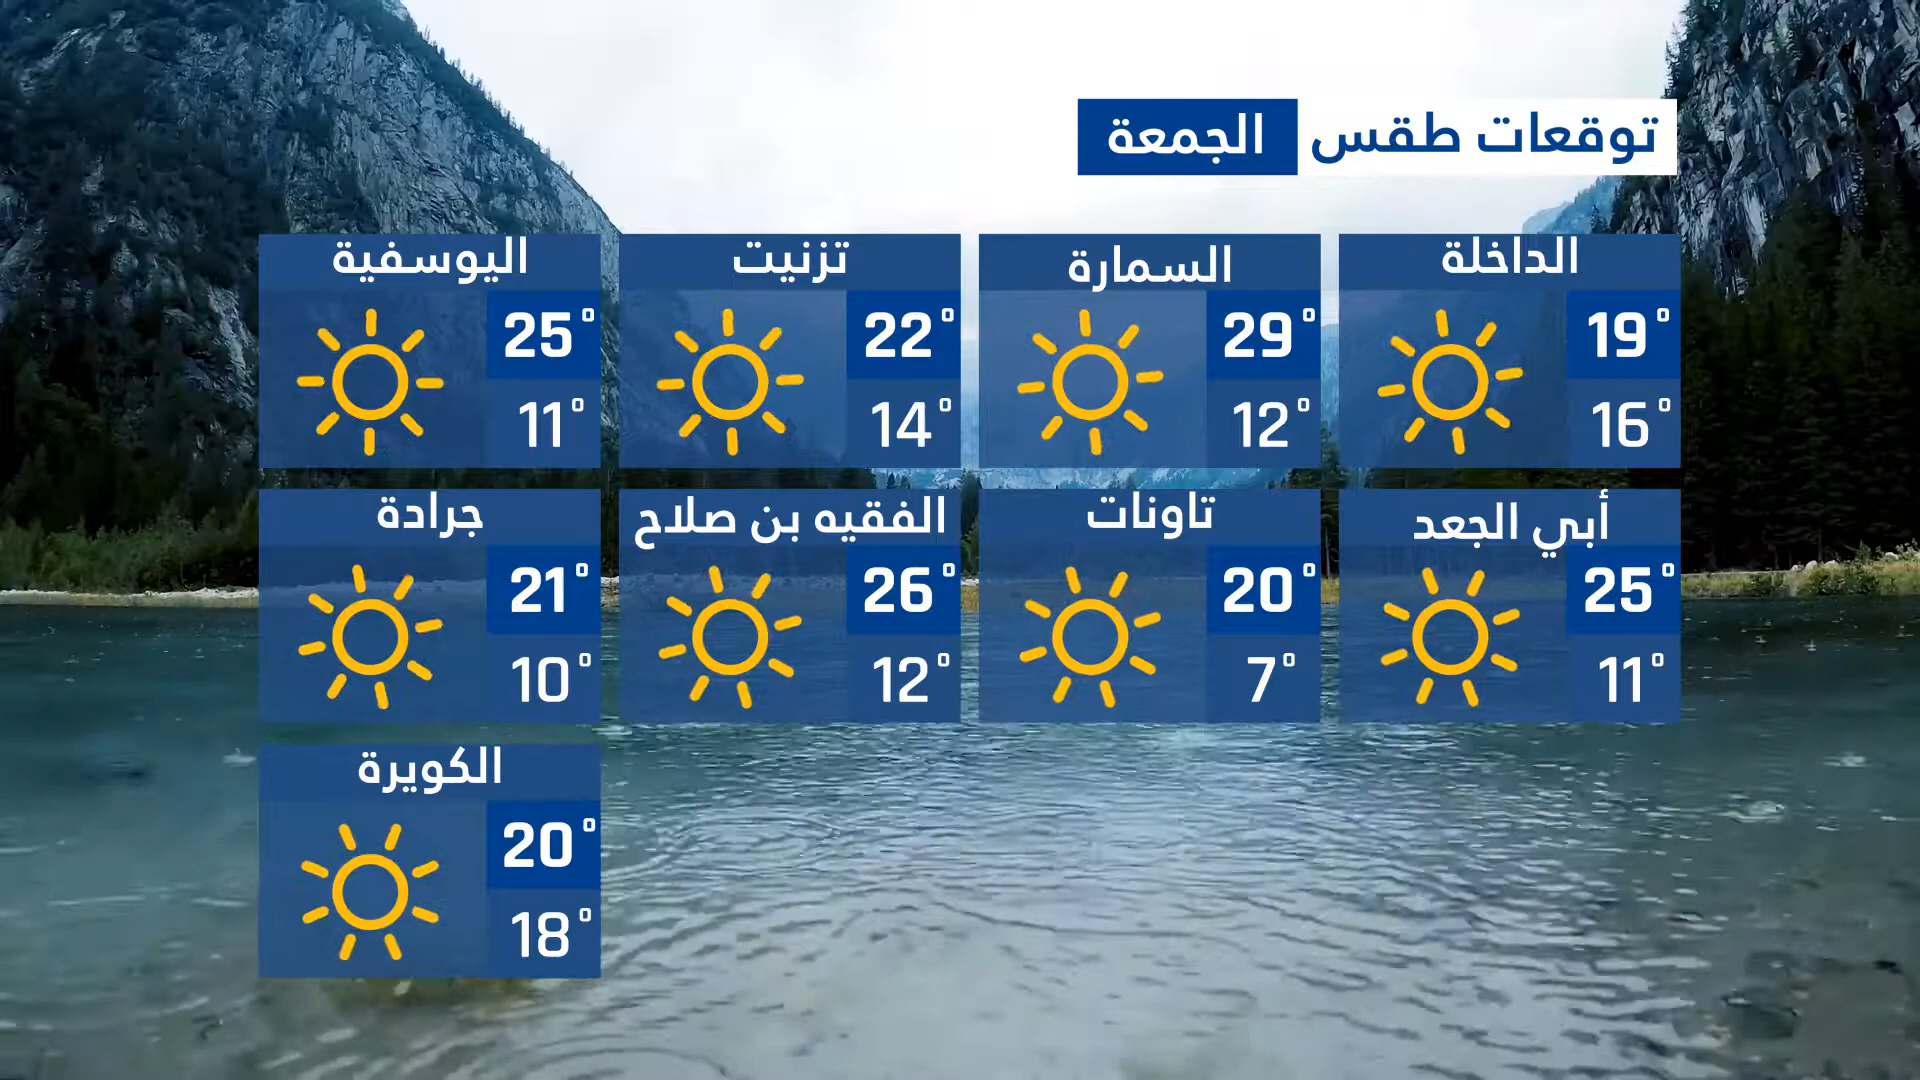 توقعات طقس الجمعة
الداخلة
19°
16°
السمارة
29°
12°
تزنيت
22°
14°
اليوسفية
25°
11°
أبي الجعد
25°
11°
تاونات
20°
7°
الفقيه بن صلاح
26°
12°
جرادة
21°
10°
الكويرة
20°
18°